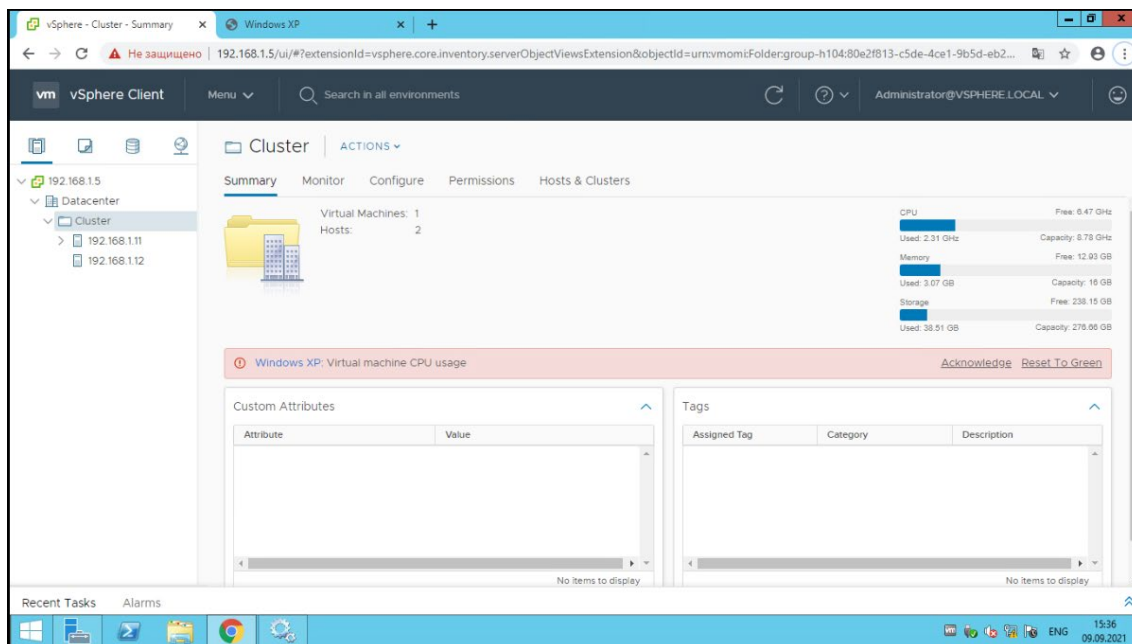 vSphere - Cluster - Summary
Windows XP
Не защищено
192.168.1.5/ui/#?extensionId=vsphere.core.inventory.serverObjectViewsExtension&objectId=urn:vmomi:Folder:group-h104:80e2f813-c5de-4ce1-9b5d-eb2...
vm vSphere Client
Menu
Search in all environments
Administrator@VSPHERE.LOCAL
192.168.1.5
Datacenter
Cluster
192.168.1.11
192.168.1.12
Cluster
ACTIONS
Summary Monitor Configure Permissions Hosts & Clusters
Virtual Machines: 1
Hosts: 2
CPU Free: 6.47 GHz
Used: 2.31 GHz Capacity: 8.78 GHz
Memory Free: 12.93 GB
Used: 3.07 GB Capacity: 16 GB
Storage Free: 238.15 GB
Used: 38.51 GB Capacity: 276.66 GB
Windows XP: Virtual machine CPU usage
Acknowledge Reset To Green
Custom Attributes
Attribute Value
No items to display
Tags
Assigned Tag Category Description
No items to display
Recent Tasks Alarms
ENG
15:36
09.09.2021